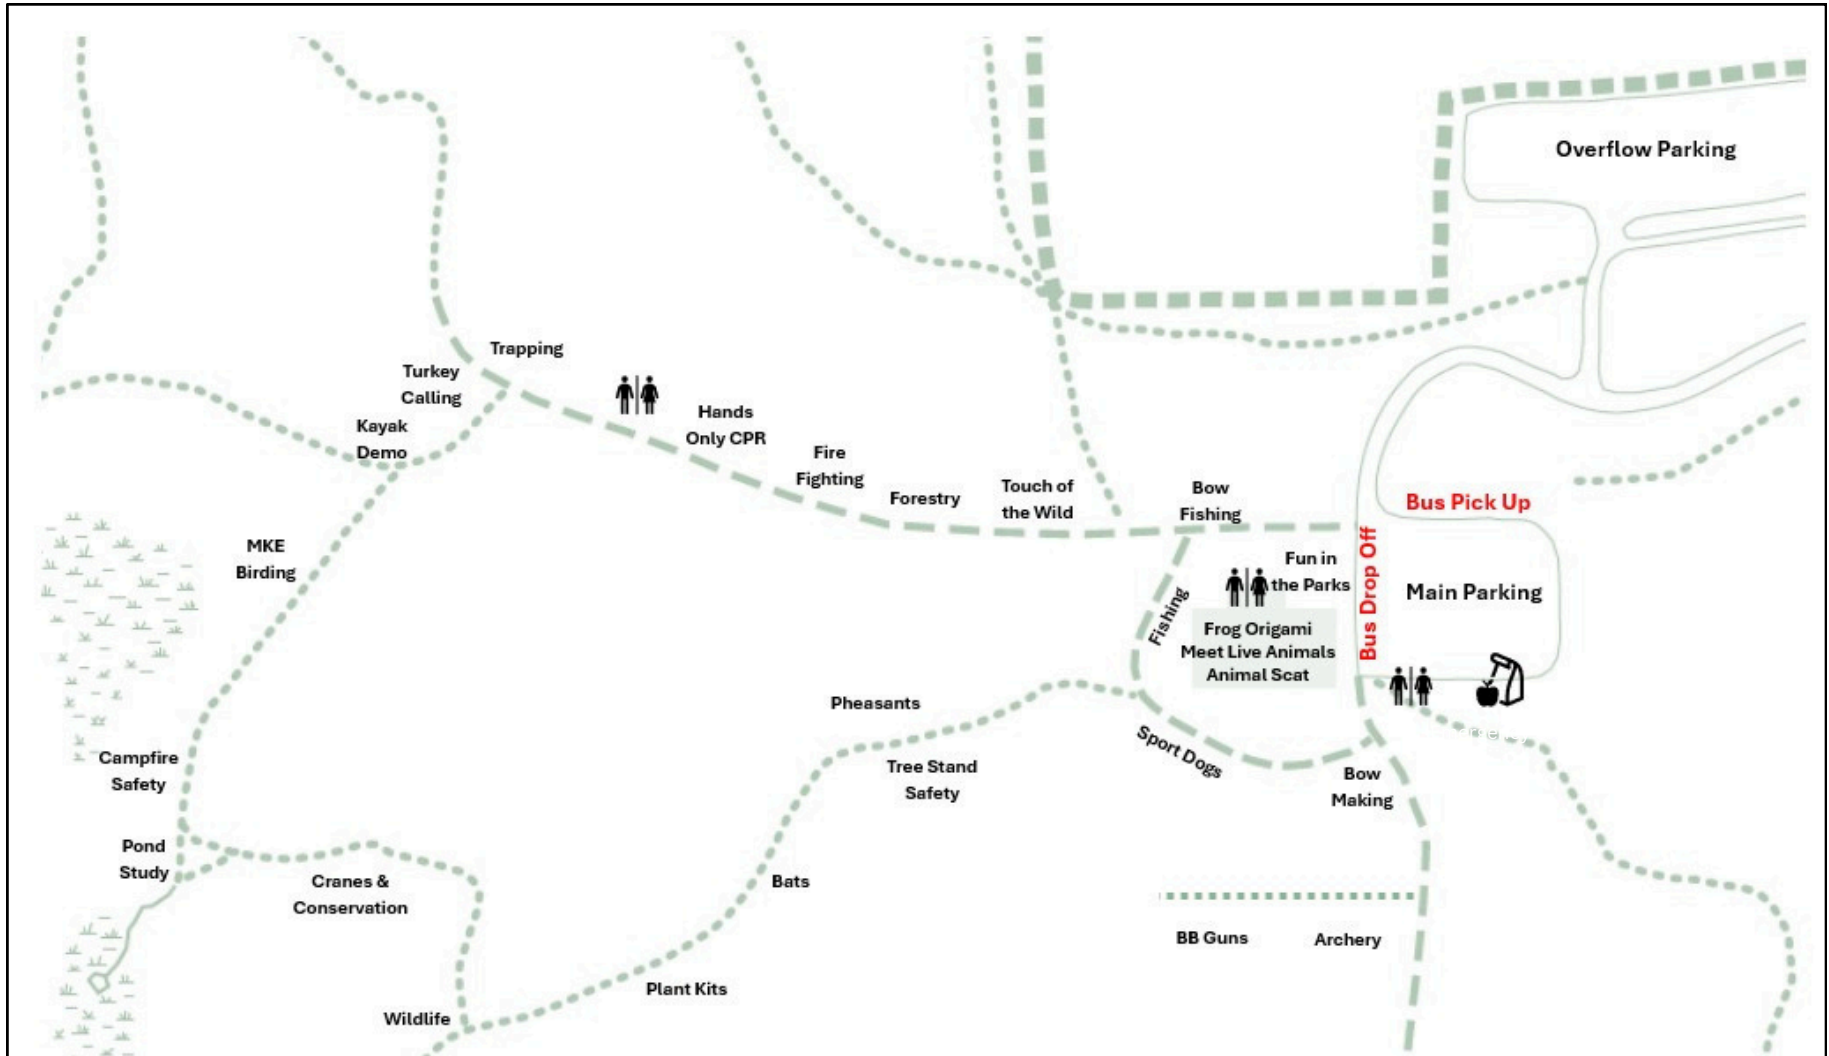 Overflow Parking
Trapping
Turkey
Calling
Kayak
Demo
Hands
Only CPR
Fire
Fighting
Forestry
Touch of
the Wild
Bow
Fishing
Bus Pick Up
Bus Drop Off
Main Parking
Fun in
the Parks
Fishing
Frog Origami
Meet Live Animals
Animal Scat
MKE
Birding
Pheasants
Sport Dogs
Tree Stand
Safety
Bow
Making
Campfire
Safety
Pond
Study
Cranes &
Conservation
Bats
BB Guns
Archery
Plant Kits
Wildlife